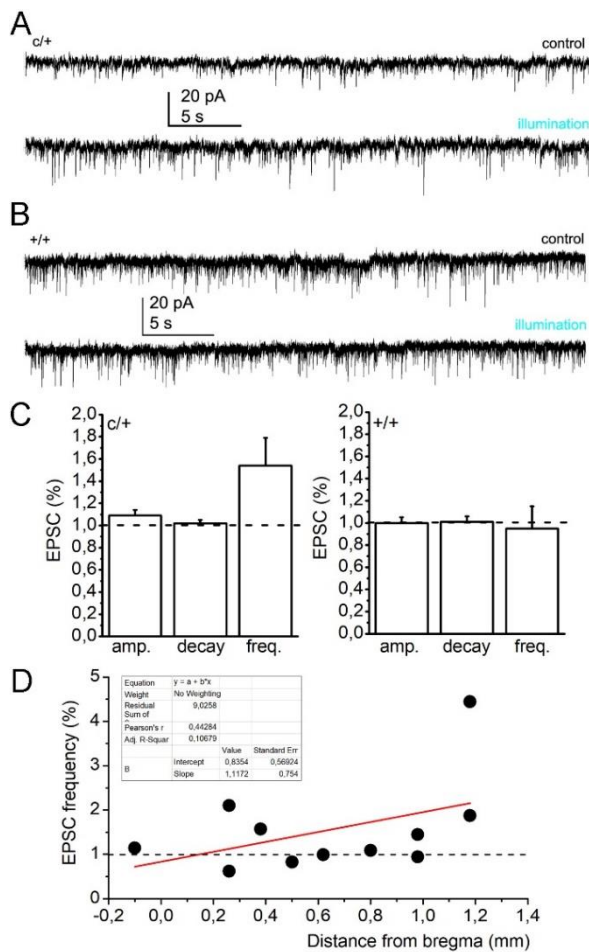 A
c/+
control
20 pA
5 s
illumination
B
+/+
control
20 pA
5 s
illumination
C
2,0
1,8
1,6
1,4
1,2
1,0
0,8
0,6
0,4
0,2
0,0
EPSC (%)
c/+
amp. decay freq.
2,0
1,8
1,6
1,4
1,2
1,0
0,8
0,6
0,4
0,2
0,0
EPSC (%)
+/+
amp. decay freq.
D
5
4
3
2
1
0
EPSC frequency (%)
Equation y = a + b*x
Weight No Weighting
Residual 9,0258
Sum of
Pearson's r 0,44284
Adj. R-Squar 0,10679
Value Standard Err
B Intercept 0,8354 0,56924
Slope 1,1172 0,754
-0,2 0,0 0,2 0,4 0,6 0,8 1,0 1,2 1,4
Distance from bregma (mm)